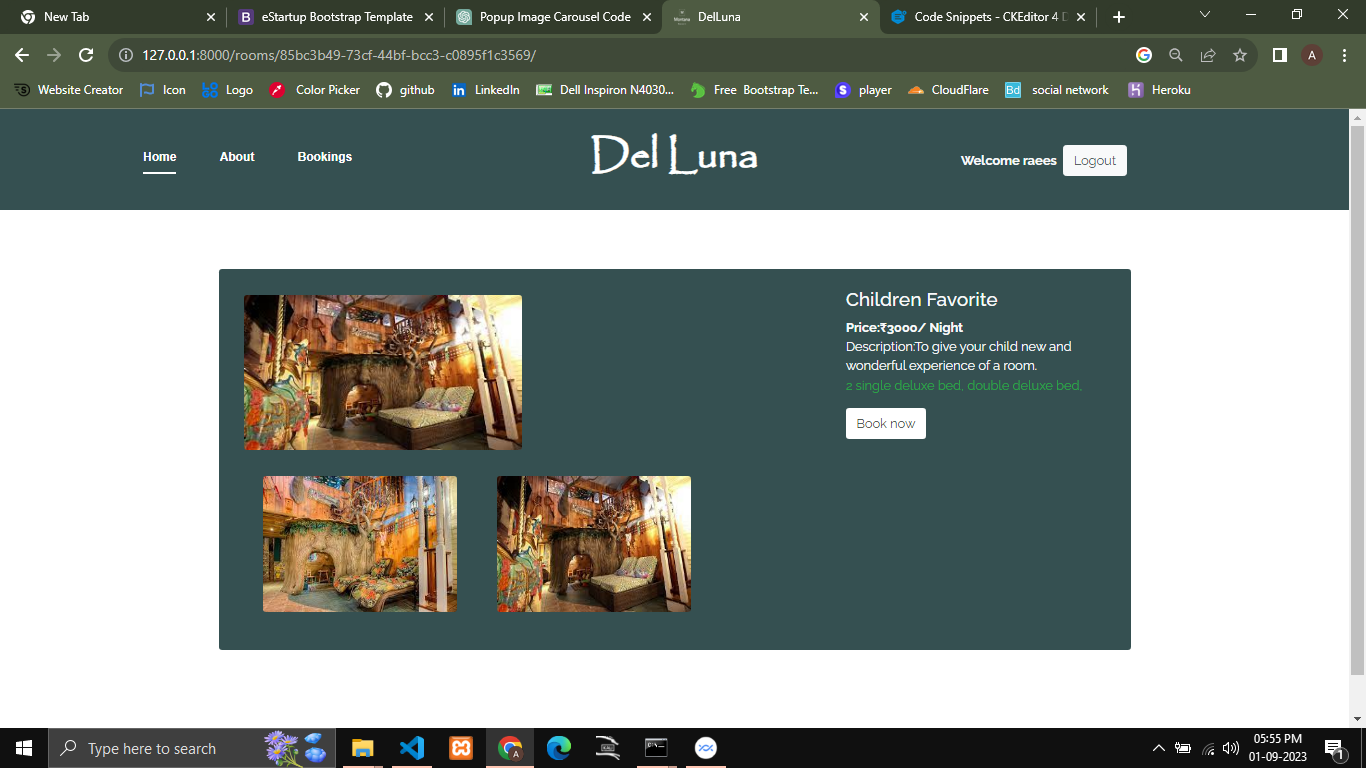 New Tab
eStartup Bootstrap Template
Popup Image Carousel Code
DelLuna
Code Snippets - CKEditor 4 D
127.0.0.1:8000/rooms/85bc3b49-73cf-44bf-bcc3-c0895f1c3569/
A
Website Creator
Icon
Logo
Color Picker
github
LinkedIn
Dell Inspiron N4030...
Free Bootstrap Te...
player
CloudFlare
Bd social network
Heroku
Home
About
Bookings
Del Luna
Welcome raees
Logout
Children Favorite
Price:₹3000/ Night
Description:To give your child new and
wonderful experience of a room.
2 single deluxe bed, double deluxe bed,
Book now
Type here to search
05:55 PM
01-09-2023
1